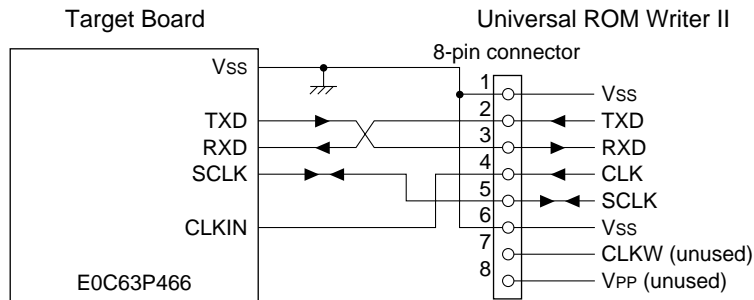 Target Board
Universal ROM Writer II
8-pin connector
VSS
TXD
RXD
SCLK
CLKIN
E0C63P466
1
2
3
4
5
6
7
8
VSS
TXD
RXD
CLK
SCLK
VSS
CLKW (unused)
VPP (unused)